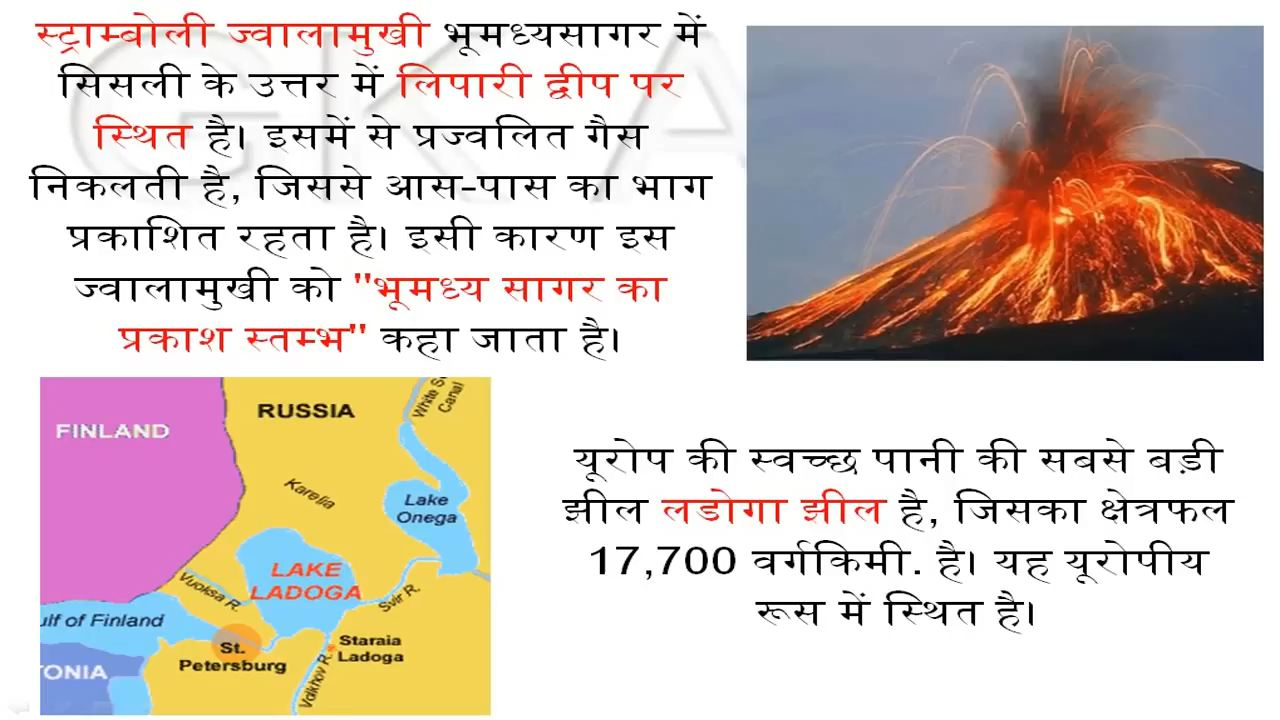 स्ट्राम्बोली ज्वालामुखी भूमध्यसागर में
सिसली के उत्तर में लिपारी द्वीप पर
स्थित है। इसमें से प्रज्वलित गैस
निकलती है, जिससे आस-पास का भाग
प्रकाशित रहता है। इसी कारण इस
ज्वालामुखी को "भूमध्य सागर का
प्रकाश स्तम्भ" कहा जाता है।
FINLAND
RUSSIA
White
Canal
Karelia
Lake
Onega
LAKE
LADOGA
Vuoksa R.
Svir R.
ulf of Finland
St.
Petersburg
Staraia
Ladoga
Volkhov R.
TONIA
यूरोप की स्वच्छ पानी की सबसे बड़ी
झील लडोगा झील है, जिसका क्षेत्रफल
17,700 वर्गकिमी. है। यह यूरोपीय
रूस में स्थित है।